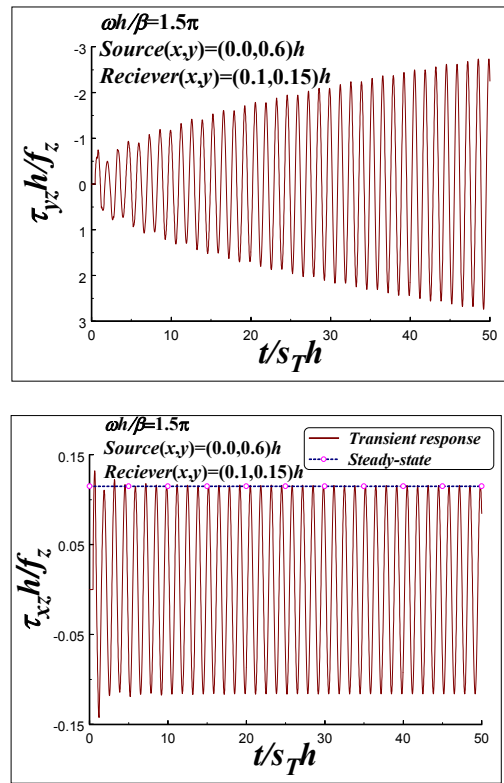 ωh/β=1.5π
Source(x,y)=(0.0,0.6)h
Reciever(x,y)=(0.1,0.15)h
-3
-2
-1
0
1
2
3
τyzh/fz
0 10 20 30 40 50
t/sTh
ωh/β=1.5π
Source(x,y)=(0.0,0.6)h
Reciever(x,y)=(0.1,0.15)h
Transient response
Steady-state
0.15
0.05
-0.05
-0.15
τxzh/fz
0 10 20 30 40 50
t/sTh